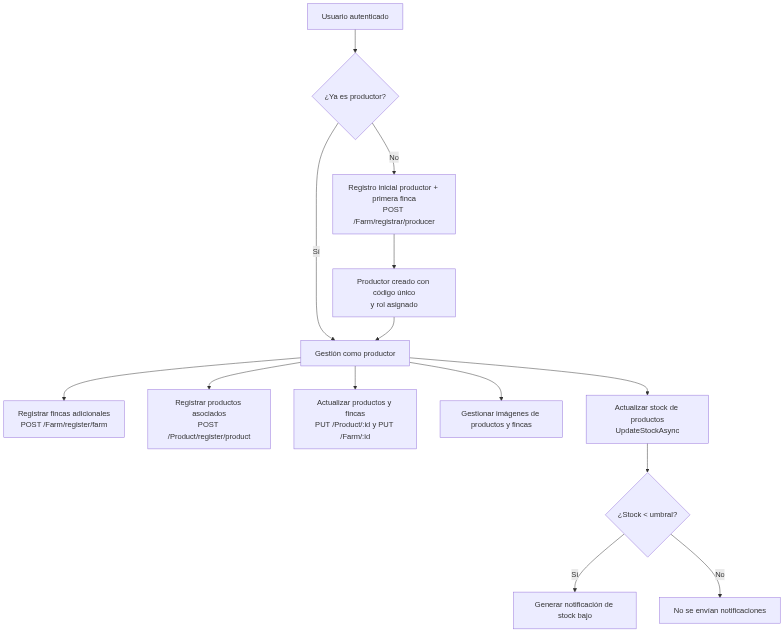 Usuario autenticado
¿Ya es productor?
No
Registro inicial productor +
primera finca
POST
/Farm/registrar/producer
Sí
Productor creado con
código único
y rol asignado
Gestión como productor
Registrar fincas adicionales
POST /Farm/register/farm
Registrar productos
asociados
POST
/Product/register/product
Actualizar productos y
fincas
PUT /Product/:id y PUT
/Farm/:id
Gestionar imágenes de
productos y fincas
Actualizar stock de
productos
UpdateStockAsync
¿Stock < umbral?
Sí
No
Generar notificación de
stock bajo
No se envían notificaciones